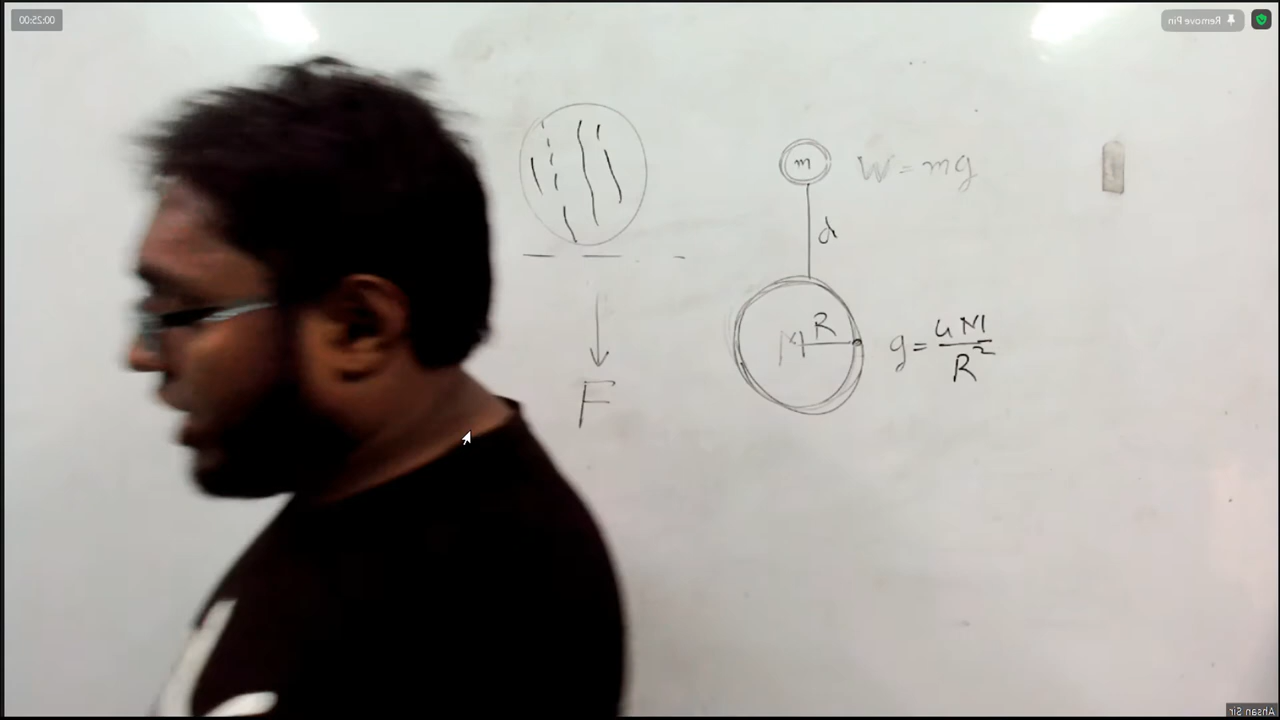 00:25:00
Remove Pin
m
W = mg
d
M
R
g = GM/R²
F
Ahsan Sir